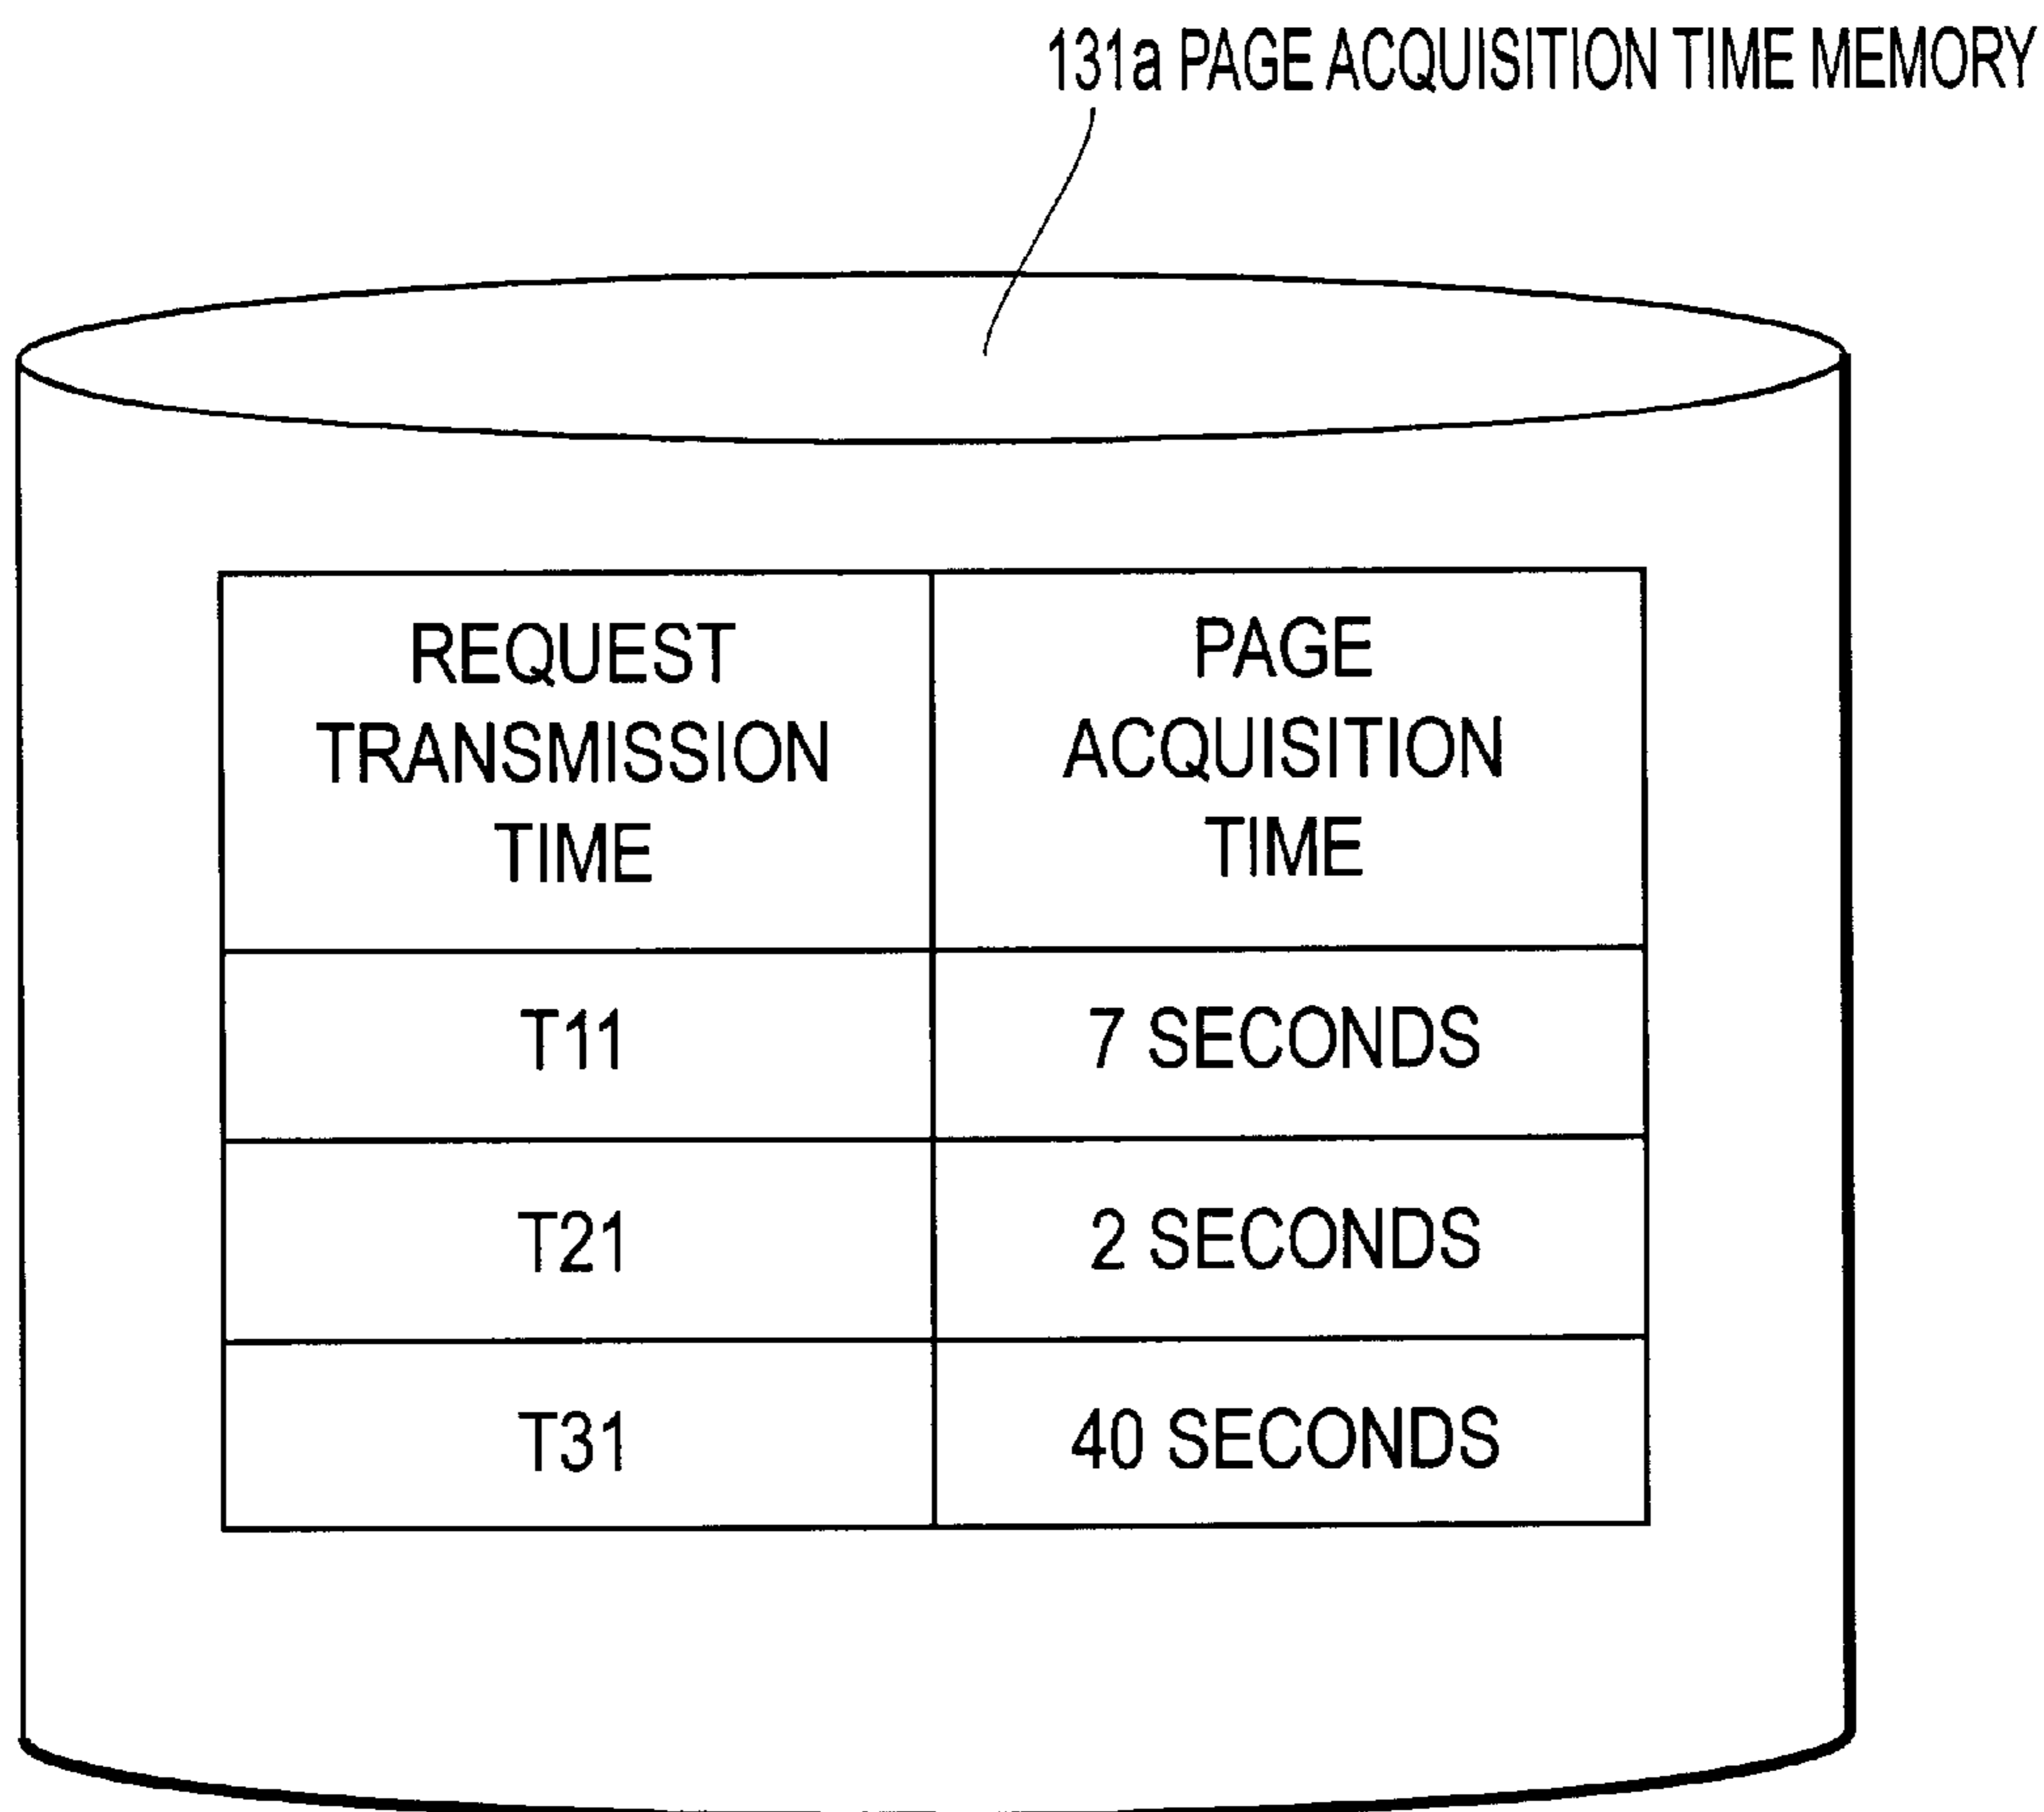 131a PAGE ACQUISITION TIME MEMORY
REQUEST
TRANSMISSION
TIME
PAGE
ACQUISITION
TIME
T11
7 SECONDS
T21
2 SECONDS
T31
40 SECONDS